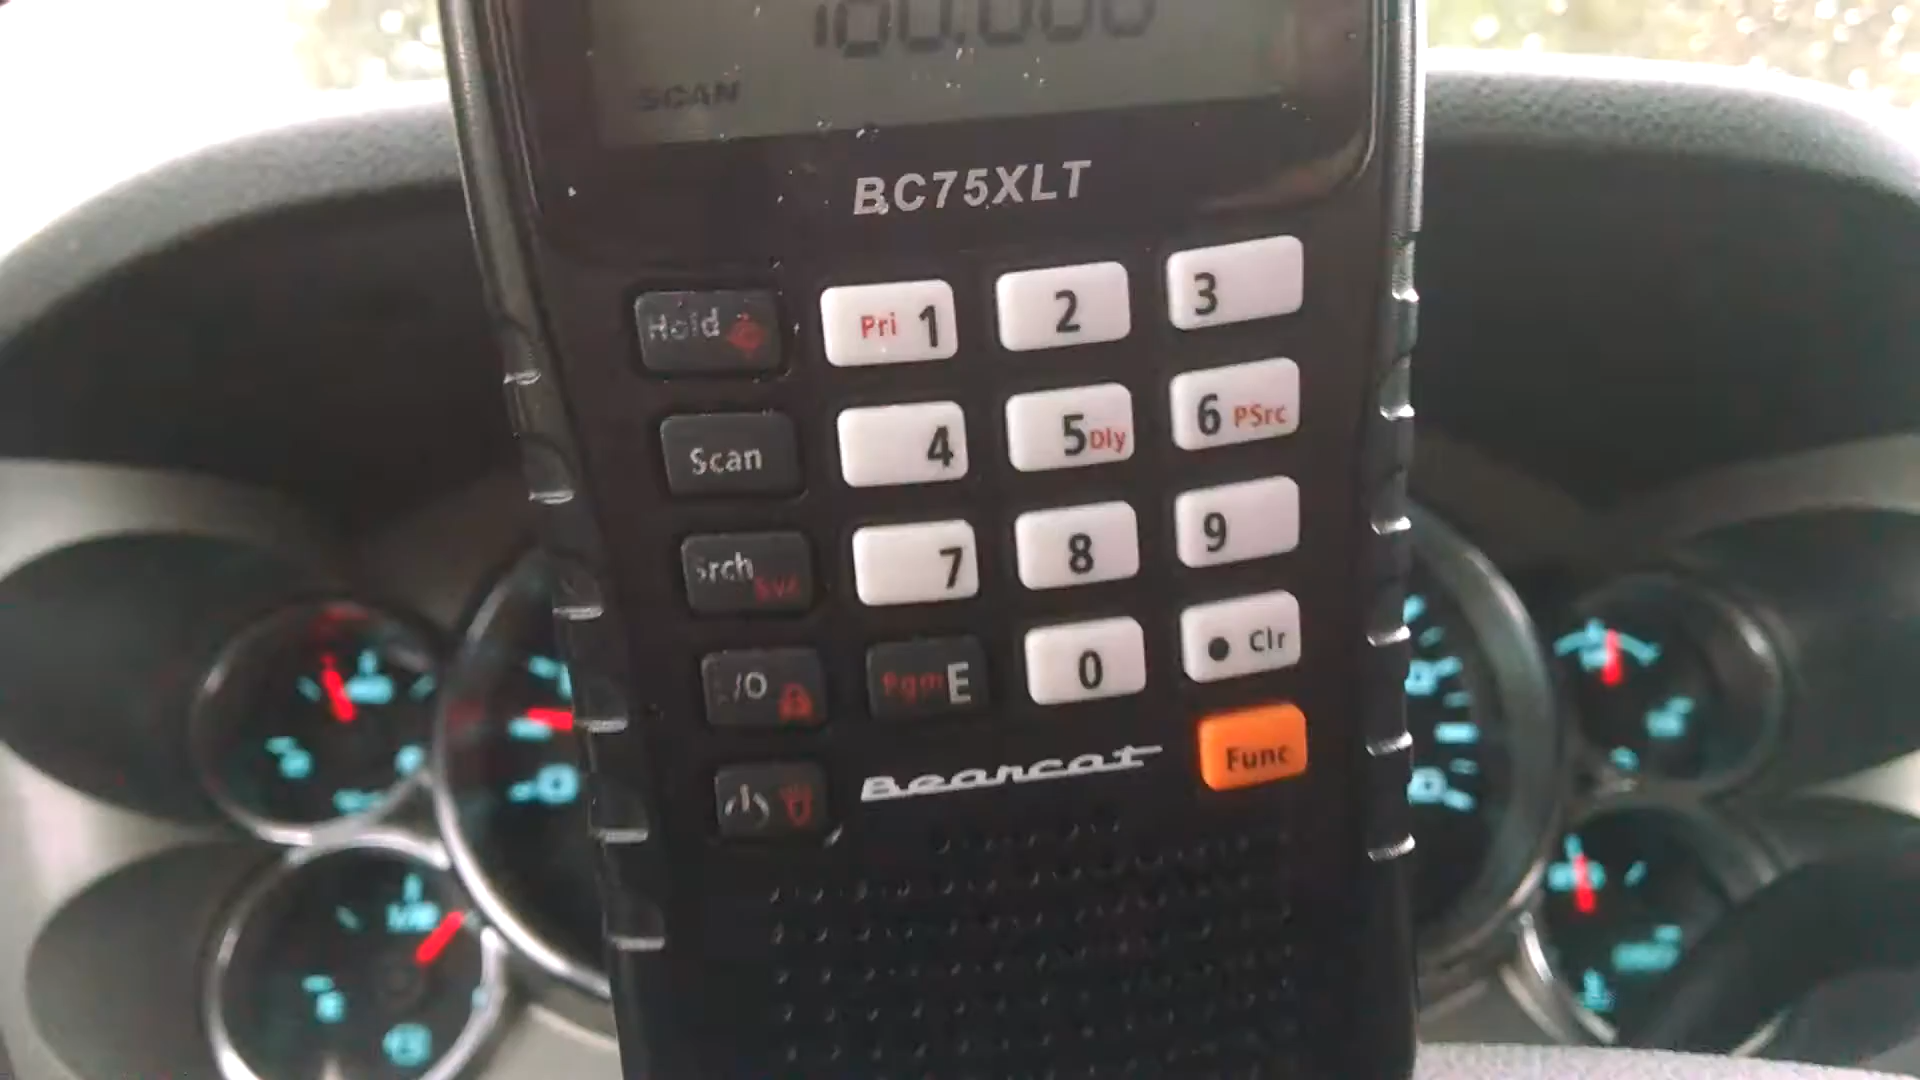 100.000
SCAN
BC75XLT
Hold Pri 1 2 3
Scan 4 5 Dly 6 PSrc
Srch Svc 7 8 9
/O Pgm E 0 • Clr
Bearcat Func